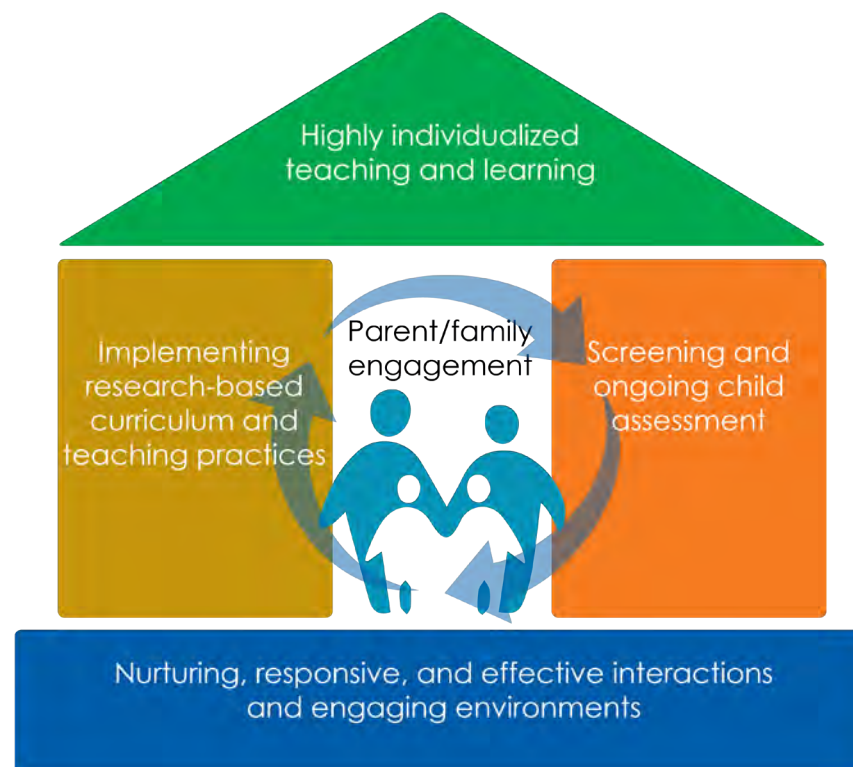 Highly individualized
teaching and learning
Implementing
research-based
curriculum and
teaching practices
Parent/family
engagement
Screening and
ongoing child
assessment
Nurturing, responsive, and effective interactions
and engaging environments